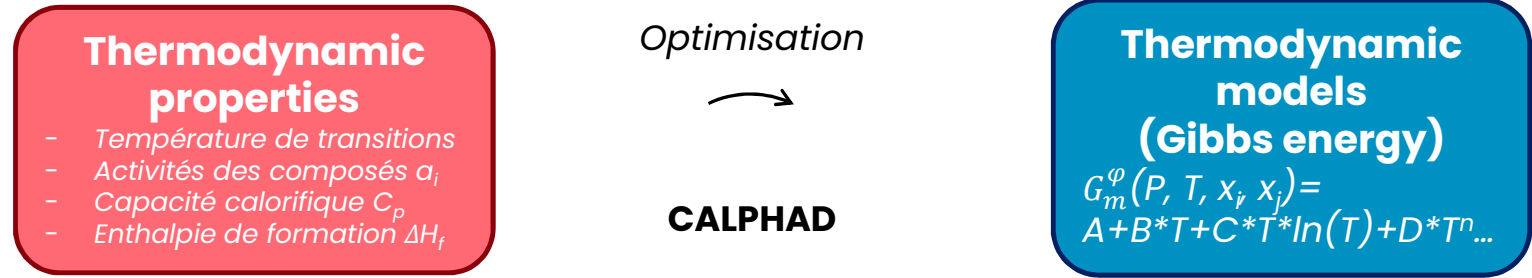 Thermodynamic
properties
- Température de transitions
- Activités des composés aᵢ
- Capacité calorifique Cₚ
- Enthalpie de formation ΔH_f
Optimisation
CALPHAD
Thermodynamic
models
(Gibbs energy)
G_m^φ(P, T, xᵢ, xⱼ)=
A+B*T+C*T*ln(T)+D*Tⁿ...